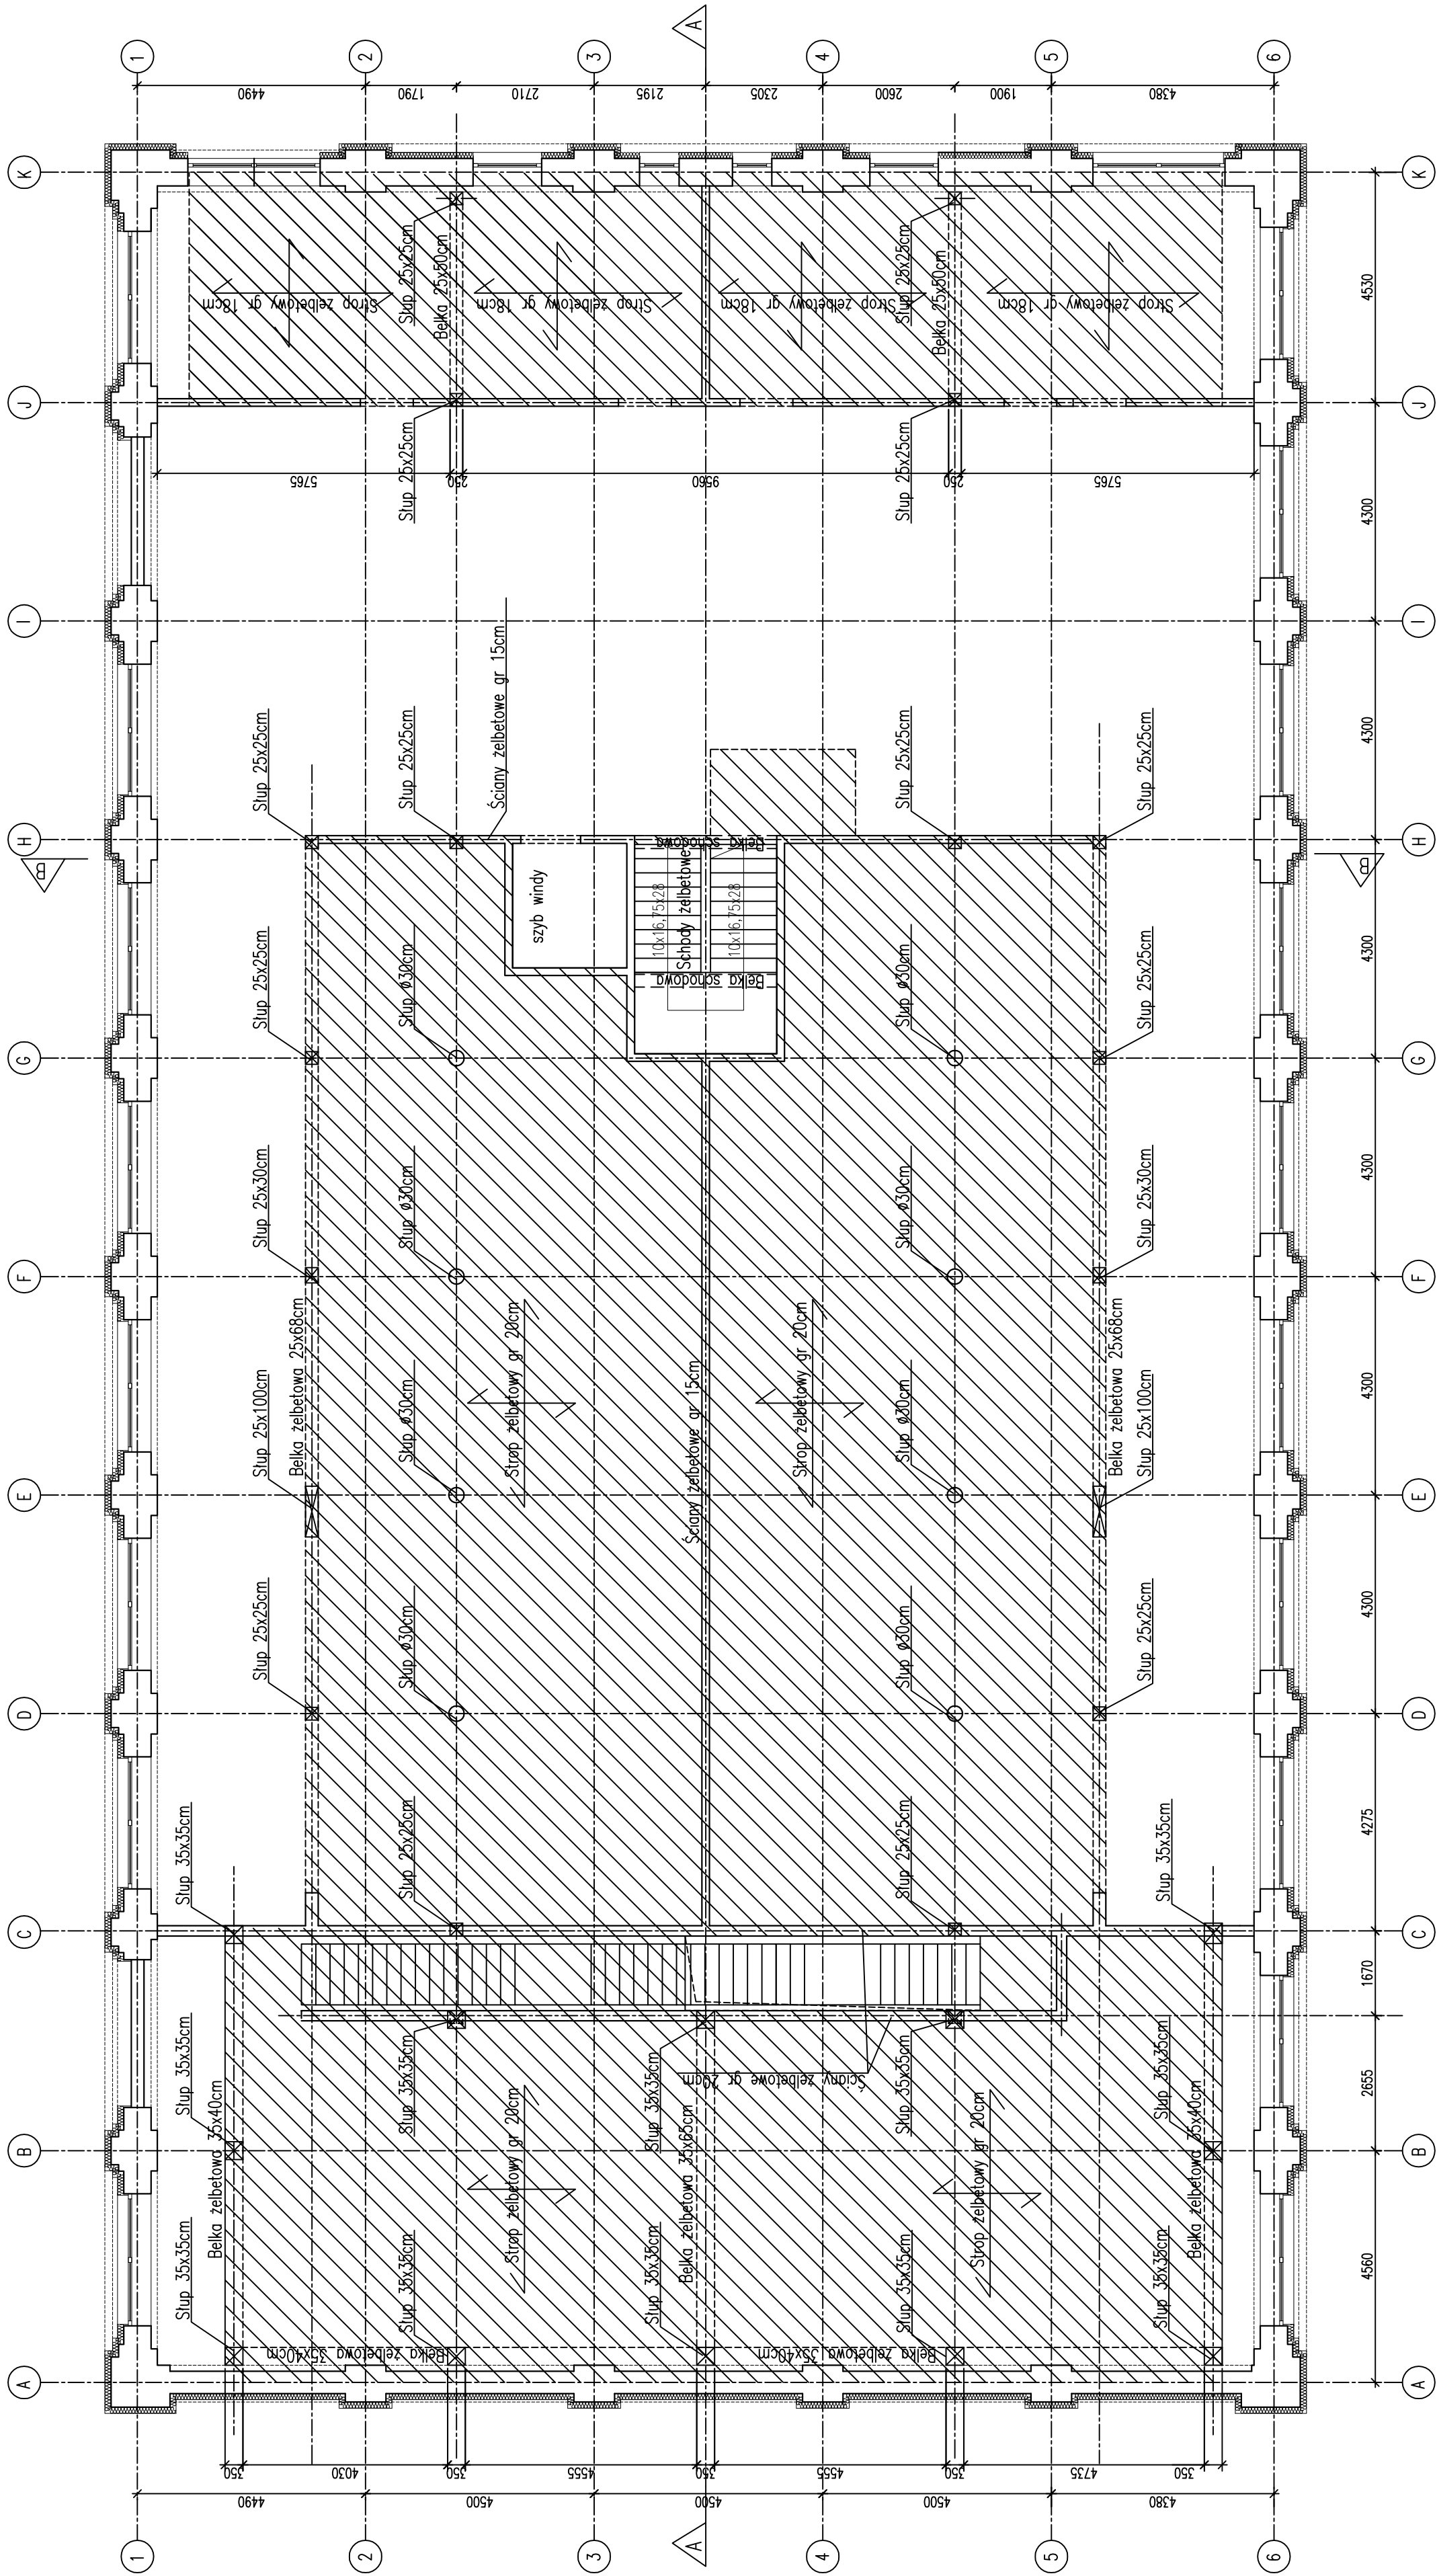 1
2
3
A
4
5
6
4490
1790
2710
2195
2305
2600
1900
4380
K
K
Słup 25x25cm
Belka 25x50cm
Strop żelbetowy gr 18cm
Strop żelbetowy gr 18cm
Strop żelbetowy gr 18cm
Słup 25x25cm
Belka 25x50cm
Strop żelbetowy gr 18cm
4530
J
J
Słup 25x25cm
Słup 25x25cm
5765
250
9560
250
5765
4300
I
I
Ściany żelbetowe gr 15cm
Słup 25x25cm
Słup 25x25cm
Słup 25x25cm
Słup 25x25cm
4300
H
H
B
B
szyb windy
Belka schodowa
10x16,75x28
Schody żelbetowe
10x16,75x28
Belka schodowa
Słup 25x25cm
Słup ø30cm
Słup ø30cm
Słup 25x25cm
4300
G
G
Słup 25x30cm
Słup ø30cm
Słup ø30cm
Słup 25x30cm
4300
F
F
Belka żelbetowa 25x68cm
Słup 25x100cm
Słup ø30cm
Strop żelbetowy gr 20cm
Ściany żelbetowe gr 15cm
Strop żelbetowy gr 20cm
Słup ø30cm
Belka żelbetowa 25x68cm
Słup 25x100cm
4300
E
E
Słup 25x25cm
Słup ø30cm
Słup ø30cm
Słup 25x25cm
4300
D
D
Słup 35x35cm
Słup 25x25cm
Słup 25x25cm
Słup 35x35cm
4275
C
C
1670
Słup 35x35cm
Słup 35x35cm
Słup 35x35cm
Ściany żelbetowe gr 20cm
Słup 35x35cm
Słup 35x35cm
2655
B
B
Belka żelbetowa 35x40cm
Strop żelbetowy gr 20cm
Belka żelbetowa 35x65cm
Strop żelbetowy gr 20cm
Belka żelbetowa 35x40cm
Słup 35x35cm
Słup 35x35cm
Słup 35x35cm
Słup 35x35cm
Słup 35x35cm
4560
Belka żelbetowa 35x40cm
Belka żelbetowa 35x40cm
A
A
350
4030
350
4555
350
4555
350
4735
350
4490
4500
4500
4500
4380
1
2
3
A
4
5
6